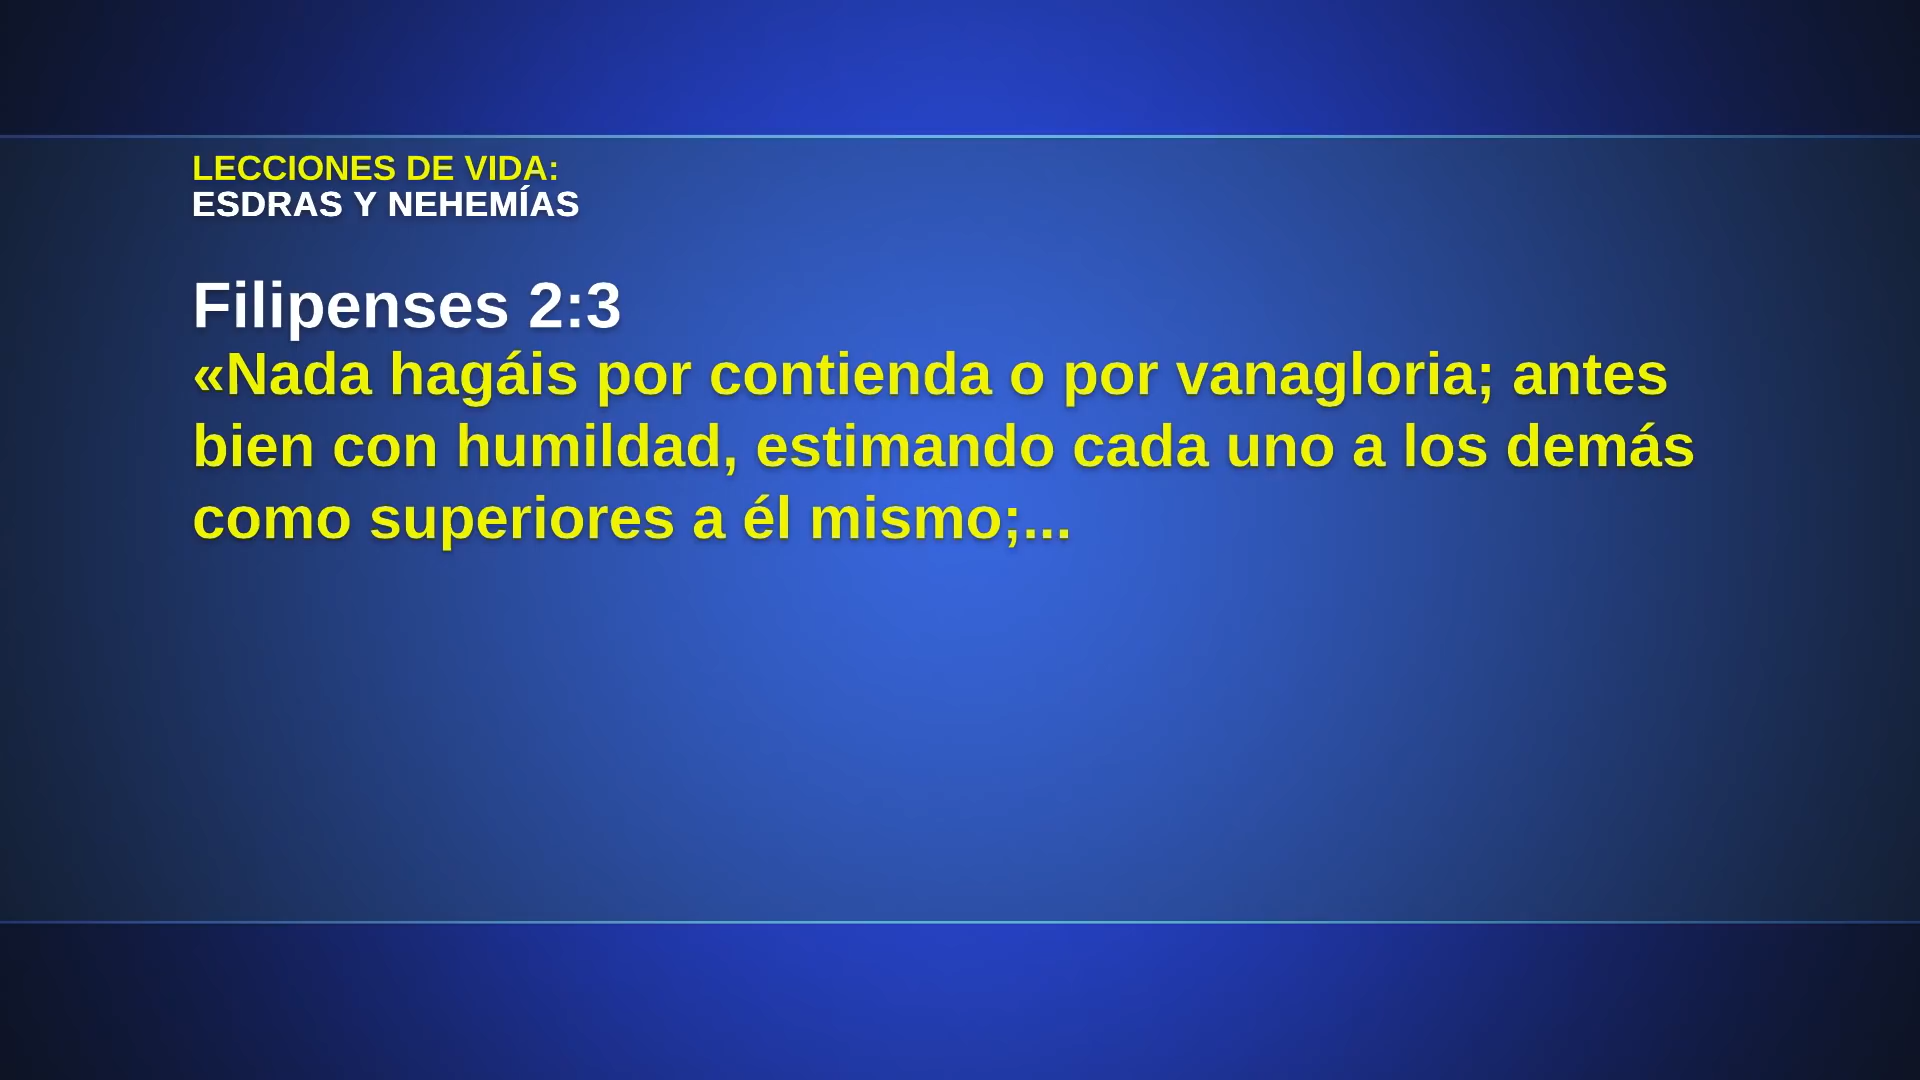 LECCIONES DE VIDA:
ESDRAS Y NEHEMÍAS
Filipenses 2:3
«Nada hagáis por contienda o por vanagloria; antes
bien con humildad, estimando cada uno a los demás
como superiores a él mismo;...